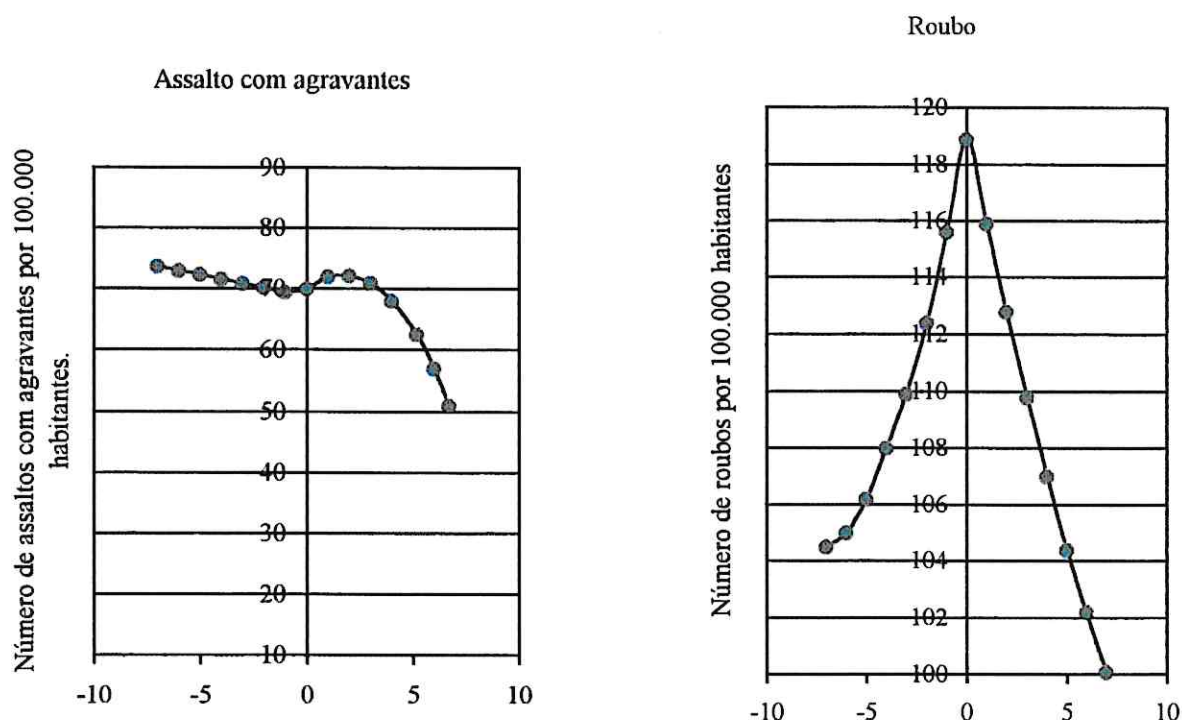 Assalto com agravantes
Número de assaltos com agravantes por 100.000
habitantes.
90
80
70
60
50
40
30
20
10
-10 -5 0 5 10
Roubo
Número de roubos por 100.000 habitantes
120
118
116
114
112
110
108
106
104
102
100
-10 -5 0 5 10